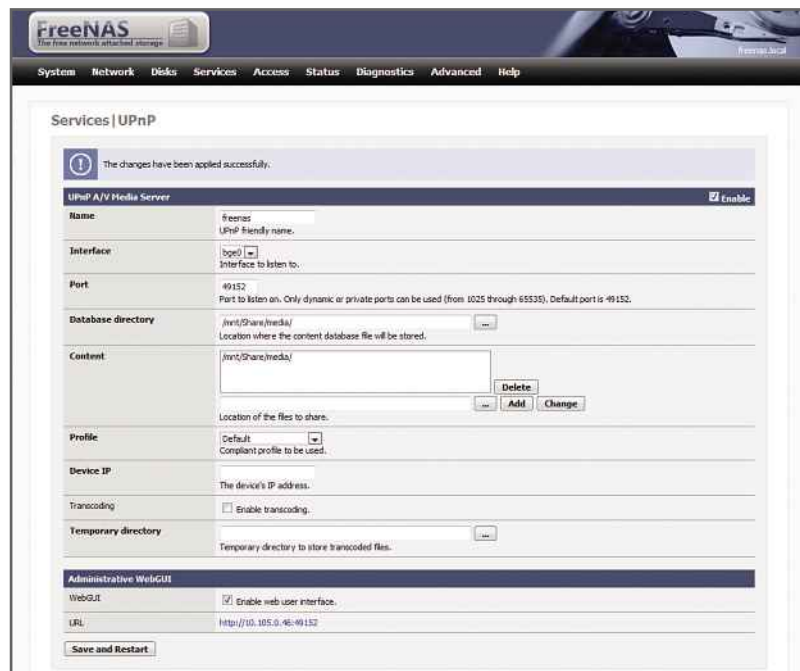 FreeNAS
The free network attached storage
freenas.local
System Network Disks Services Access Status Diagnostics Advanced Help
Services|UPnP
The changes have been applied successfully.
UPnP A/V Media Server Enable
Name freenas
UPnP friendly name.
Interface bge0
Interface to listen to.
Port 49152
Port to listen on. Only dynamic or private ports can be used (from 1025 through 65535). Default port is 49152.
Database directory /mnt/Share/media/ ...
Location where the content database file will be stored.
Content /mnt/Share/media/
Delete
... Add Change
Location of the files to share.
Profile Default
Compliant profile to be used.
Device IP
The device's IP address.
Transcoding Enable transcoding.
Temporary directory ...
Temporary directory to store transcoded files.
Administrative WebGUI
WebGUI Enable web user interface.
URL http://10.105.0.46:49152
Save and Restart